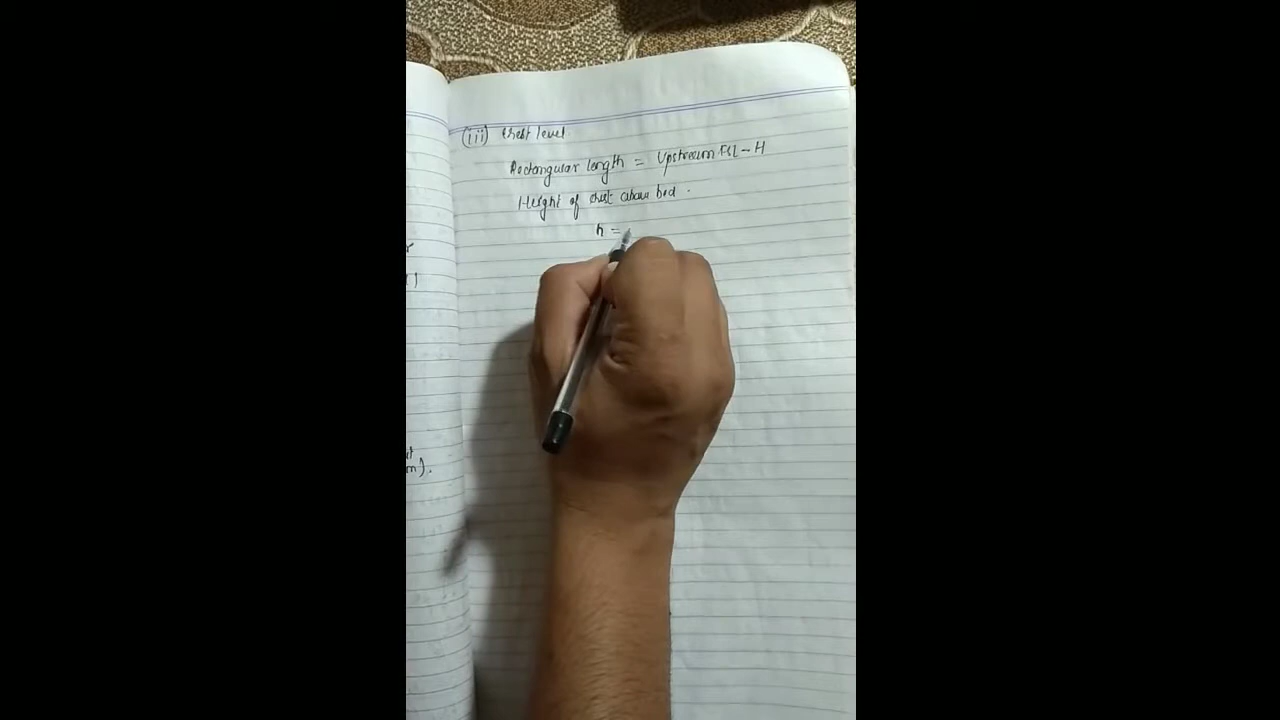 (iii) Crest level
Rectangular length = Upstream FSL - H
Height of crest above bed.
h =
m).